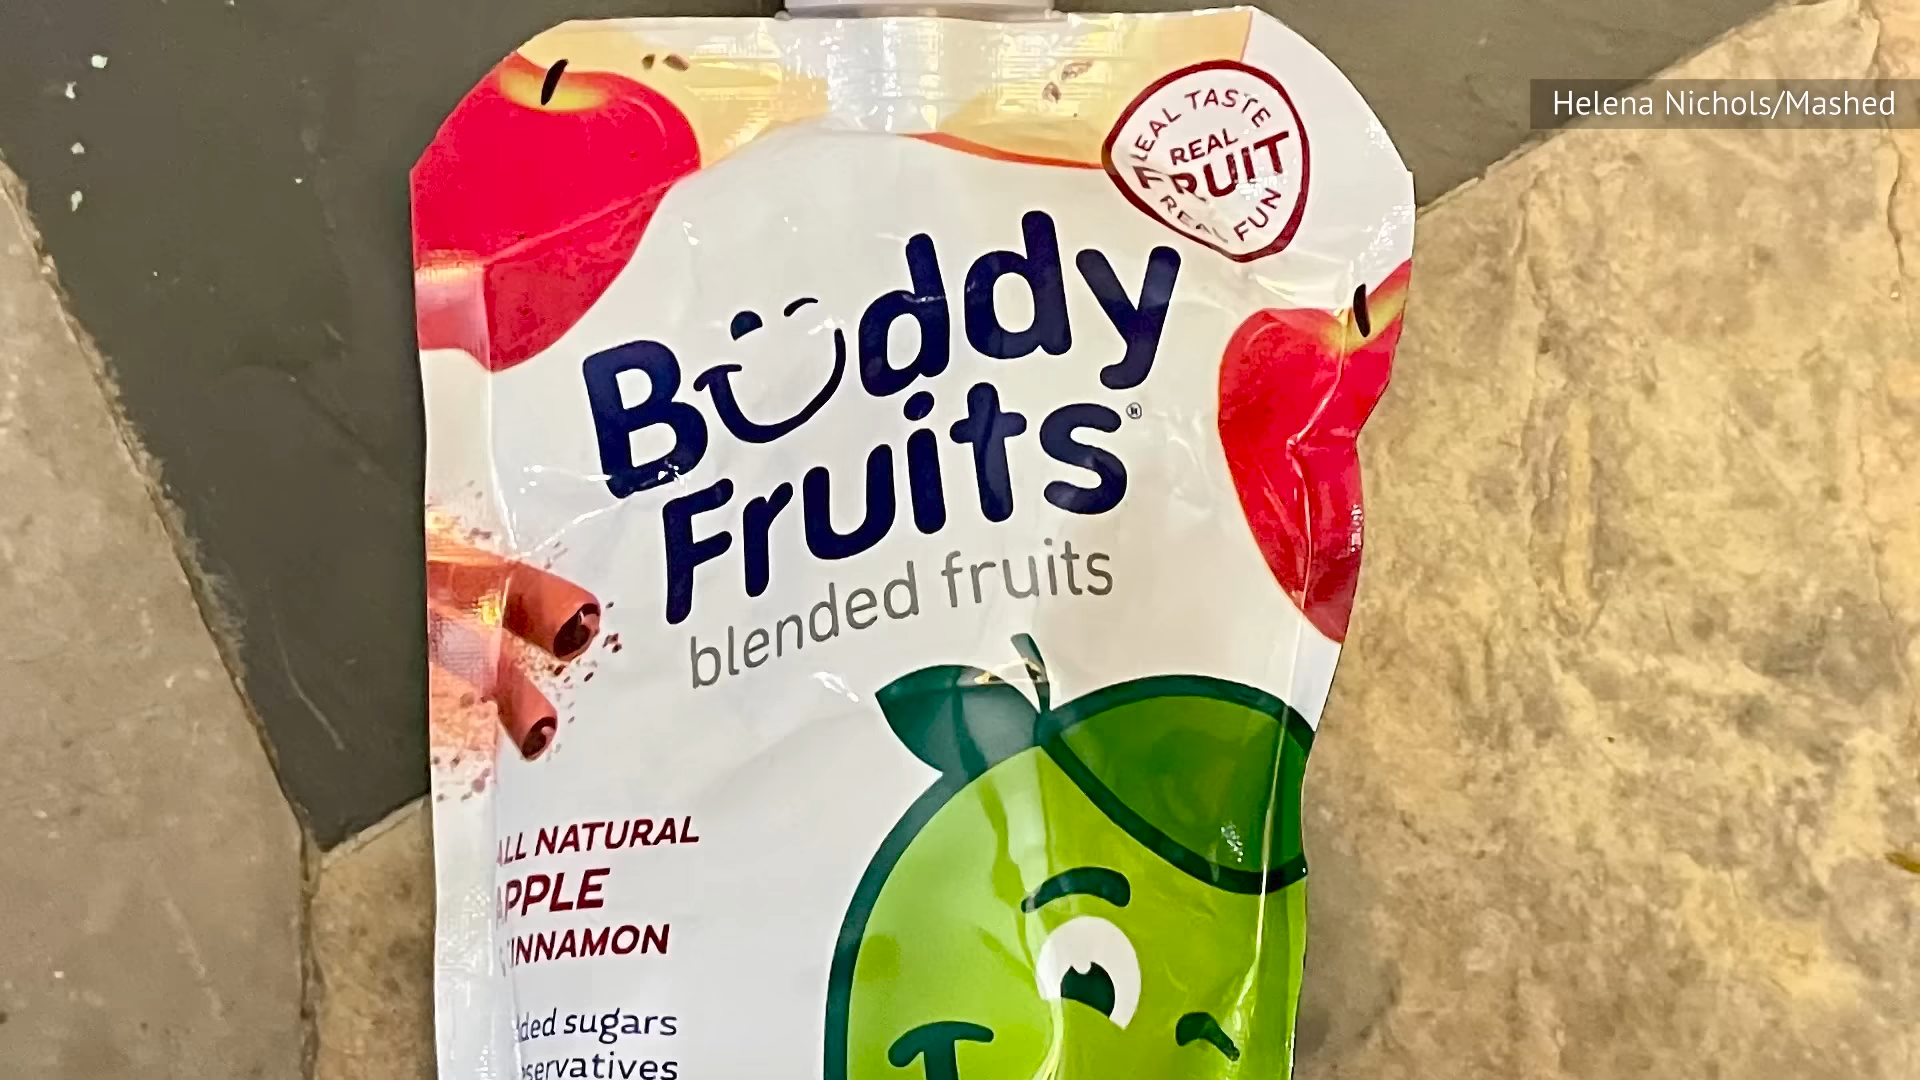 Helena Nichols/Mashed
REAL TASTE
REAL
FRUIT
REAL FUN
Buddy
Fruits®
blended fruits
ALL NATURAL
APPLE
CINNAMON
dded sugars
servatives